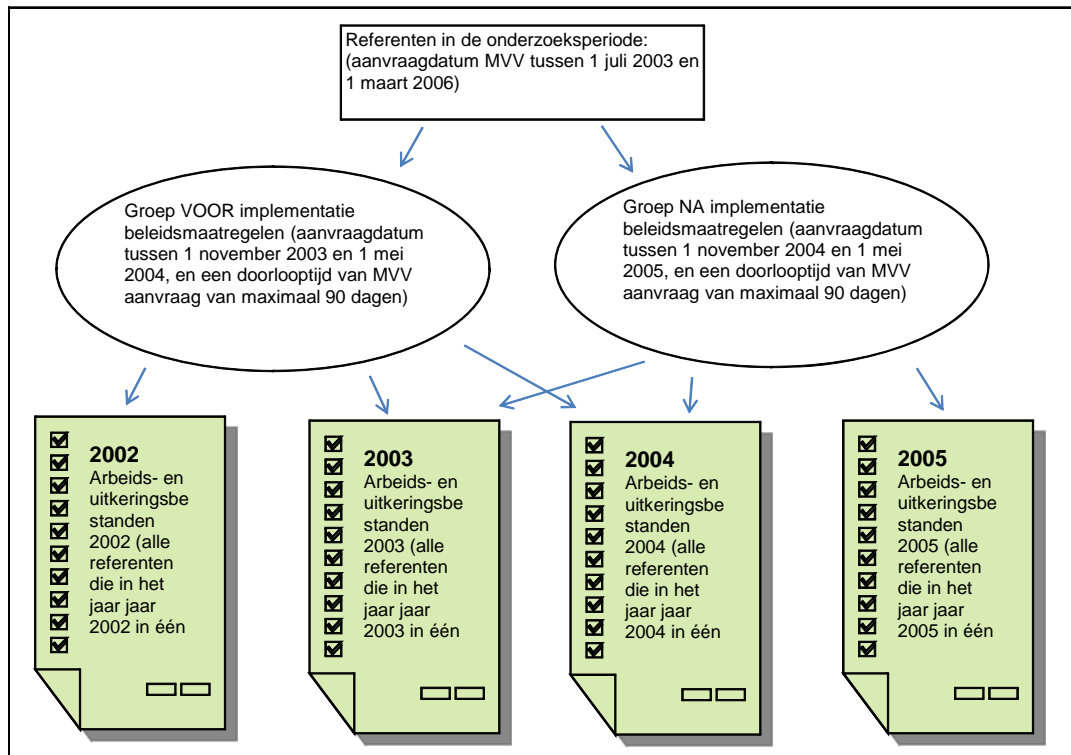 Referenten in de onderzoeksperiode:
(aanvraagdatum MVV tussen 1 juli 2003 en
1 maart 2006)
Groep VOOR implementatie
beleidsmaatregelen (aanvraagdatum
tussen 1 november 2003 en 1 mei
2004, en een doorlooptijd van MVV
aanvraag van maximaal 90 dagen)
Groep NA implementatie
beleidsmaatregelen (aanvraagdatum
tussen 1 november 2004 en 1 mei
2005, en een doorlooptijd van MVV
aanvraag van maximaal 90 dagen)
2002
Arbeids- en
uitkeringsbe
standen
2002 (alle
referenten
die in het
jaar jaar
2002 in één
2003
Arbeids- en
uitkeringsbe
standen
2003 (alle
referenten
die in het
jaar jaar
2003 in één
2004
Arbeids- en
uitkeringsbe
standen
2004 (alle
referenten
die in het
jaar jaar
2004 in één
2005
Arbeids- en
uitkeringsbe
standen
2005 (alle
referenten
die in het
jaar jaar
2005 in één